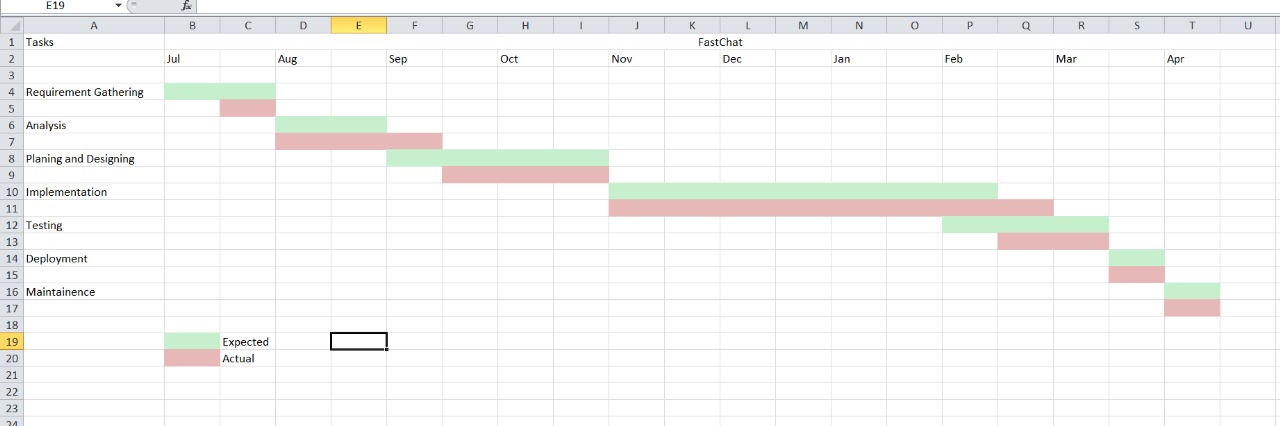 E19 fx
A B C D E F G H I J K L M N O P Q R S T U
1 Tasks FastChat
2 Jul Aug Sep Oct Nov Dec Jan Feb Mar Apr
3
4 Requirement Gathering
5
6 Analysis
7
8 Planing and Designing
9
10 Implementation
11
12 Testing
13
14 Deployment
15
16 Maintainence
17
18
19 Expected
20 Actual
21
22
23
24